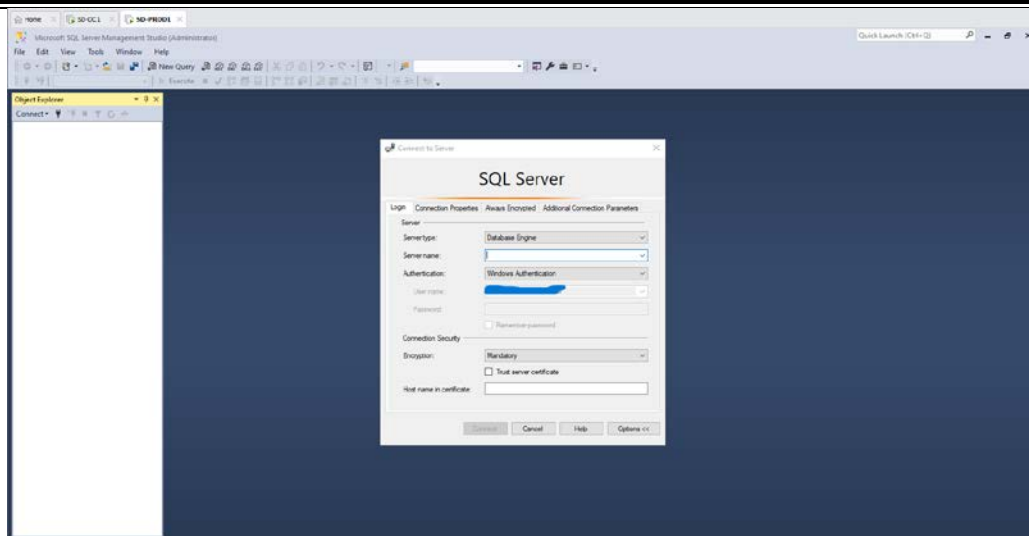 Home SD-DC1 SD-PROD1
Microsoft SQL Server Management Studio (Administrator)
Quick Launch (Ctrl+Q)
File Edit View Tools Window Help
New Query
Execute
Object Explorer
Connect
Connect to Server
SQL Server
Login Connection Properties Always Encrypted Additional Connection Parameters
Server
Server type: Database Engine
Server name:
Authentication: Windows Authentication
User name:
Password:
Remember password
Connection Security
Encryption: Mandatory
Trust server certificate
Host name in certificate:
Connect Cancel Help Options <<